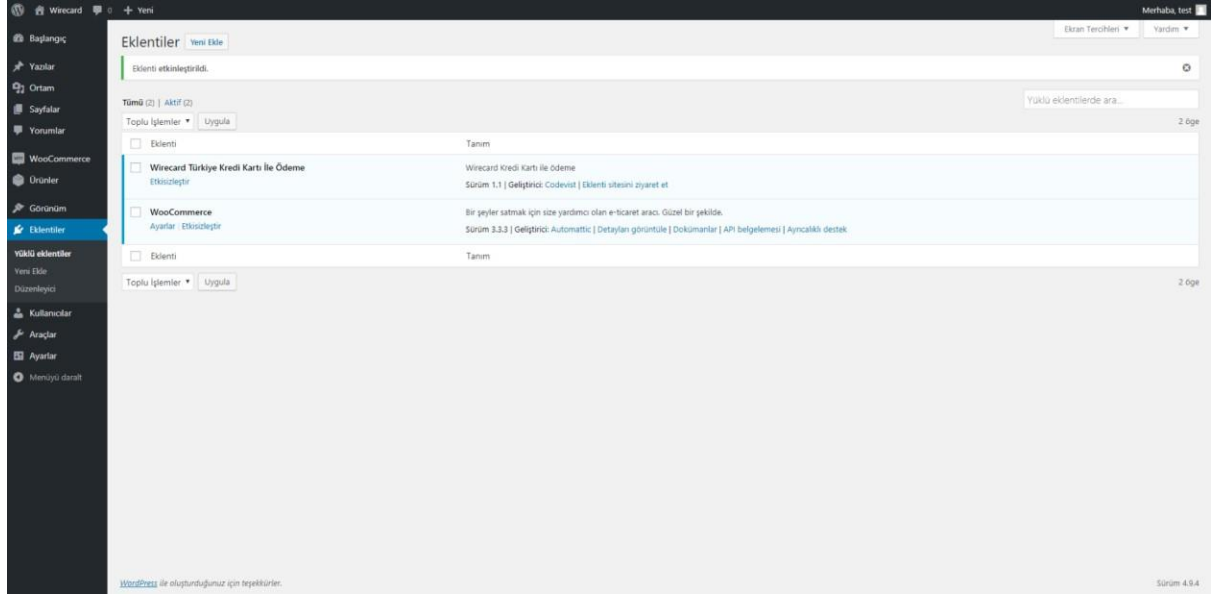 Wirecard 0 Yeni Merhaba, test
Ekran Tercihleri Yardım
Başlangıç
Yazılar
Ortam
Sayfalar
Yorumlar
WooCommerce
Ürünler
Görünüm
Eklentiler
Yüklü eklentiler
Yeni Ekle
Düzenleyici
Kullanıcılar
Araçlar
Ayarlar
Menüyü daralt
Eklentiler Yeni Ekle
Eklenti etkinleştirildi.
Tümü (2) | Aktif (2)
Yüklü eklentilerde ara...
Toplu İşlemler Uygula 2 öge
Eklenti Tanım
Wirecard Türkiye Kredi Kartı İle Ödeme Wirecard Kredi Kartı ile ödeme
Etkisizleştir Sürüm 1.1 | Geliştirici: Codevist | Eklenti sitesini ziyaret et
WooCommerce Bir şeyler satmak için size yardımcı olan e-ticaret aracı. Güzel bir şekilde.
Ayarlar | Etkisizleştir Sürüm 3.3.3 | Geliştirici: Automattic | Detayları görüntüle | Dokümanlar | API belgelemesi | Ayrıcalıklı destek
Eklenti Tanım
Toplu İşlemler Uygula 2 öge
WordPress ile oluşturduğunuz için teşekkürler. Sürüm 4.9.4